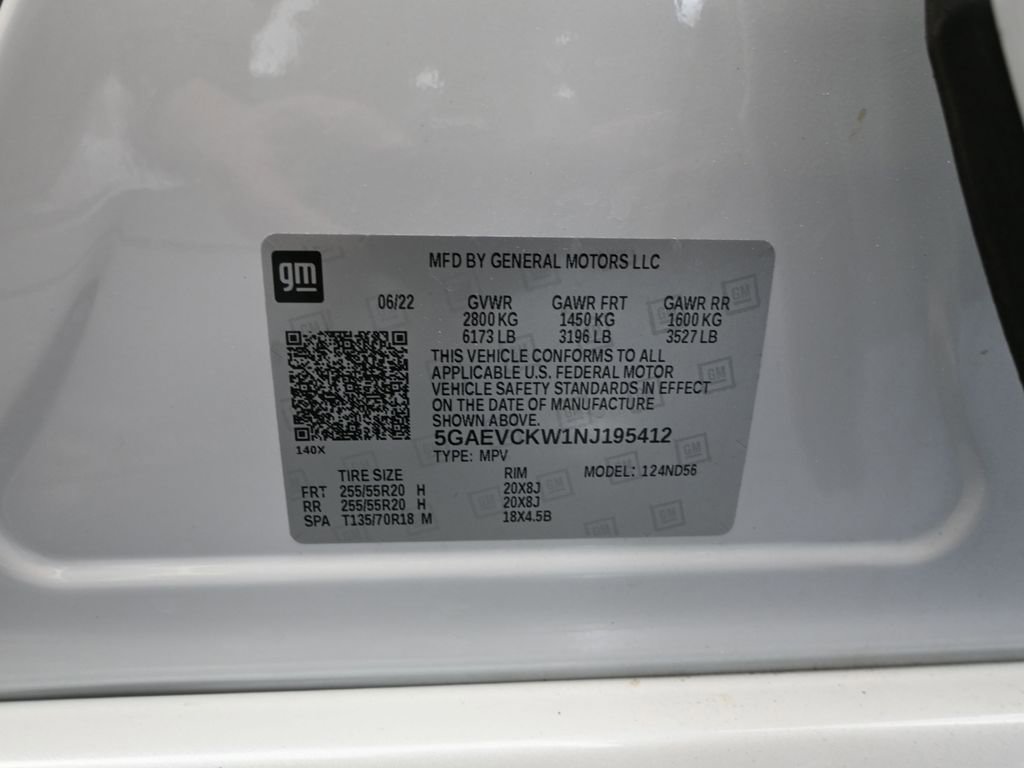 gm
MFD BY GENERAL MOTORS LLC
06/22 GVWR GAWR FRT GAWR RR
2800 KG 1450 KG 1600 KG
6173 LB 3196 LB 3527 LB
THIS VEHICLE CONFORMS TO ALL
APPLICABLE U.S. FEDERAL MOTOR
VEHICLE SAFETY STANDARDS IN EFFECT
ON THE DATE OF MANUFACTURE
SHOWN ABOVE.
5GAEVCKW1NJ195412
140X
TYPE: MPV
TIRE SIZE RIM MODEL: 124ND56
FRT 255/55R20 H 20X8J
RR 255/55R20 H 20X8J
SPA T135/70R18 M 18X4.5B